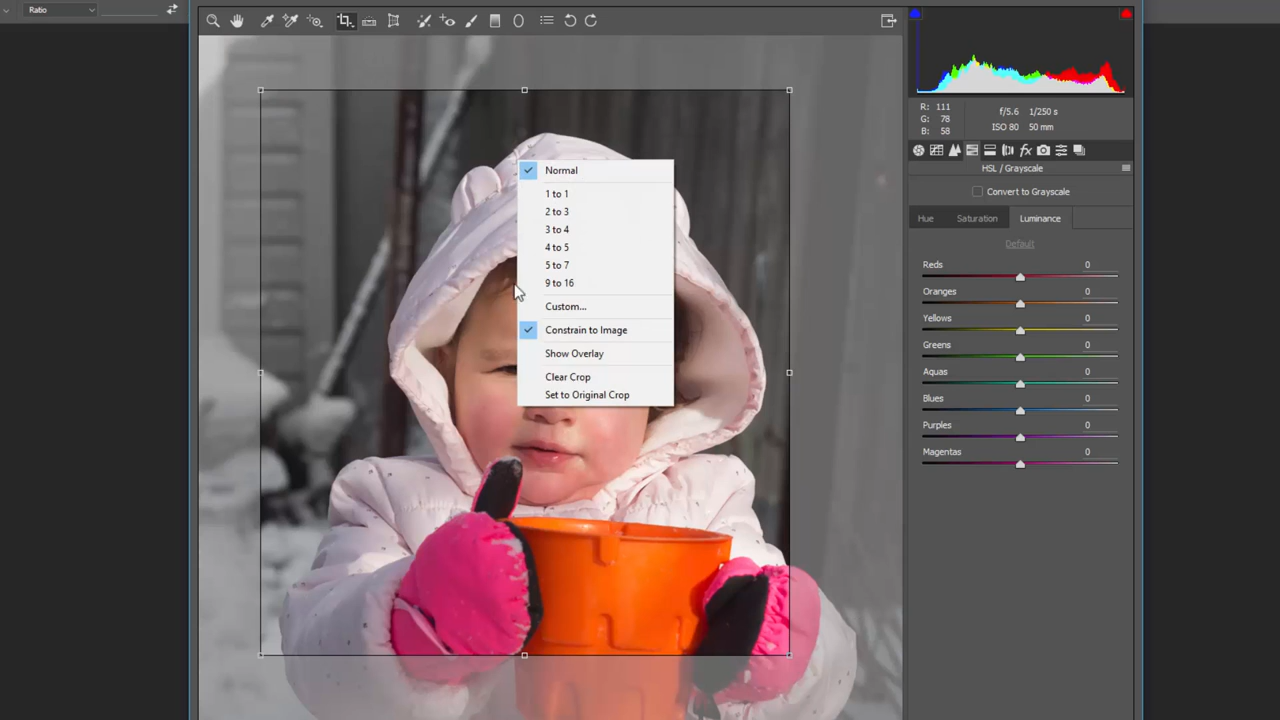 Ratio
R: 111
G: 78
B: 58
f/5.6 1/250 s
ISO 80 50 mm
HSL / Grayscale
Convert to Grayscale
Hue Saturation Luminance
Default
Reds 0
Oranges 0
Yellows 0
Greens 0
Aquas 0
Blues 0
Purples 0
Magentas 0
Normal
1 to 1
2 to 3
3 to 4
4 to 5
5 to 7
9 to 16
Custom...
Constrain to Image
Show Overlay
Clear Crop
Set to Original Crop